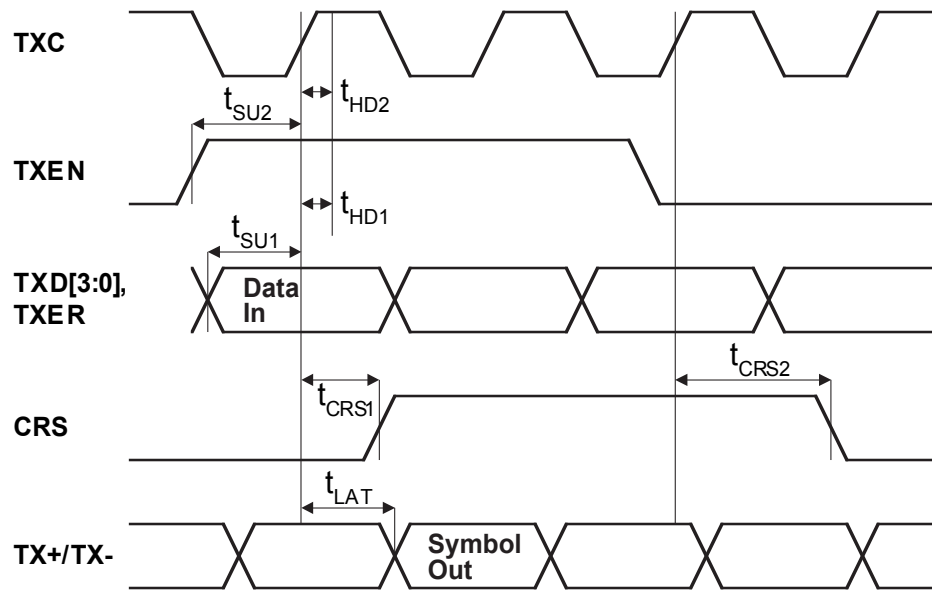 TXC
tHD2
tSU2
TXEN
tHD1
tSU1
TXD[3:0],
TXER
Data
In
tCRS2
tCRS1
CRS
tLAT
TX+/TX-
Symbol
Out